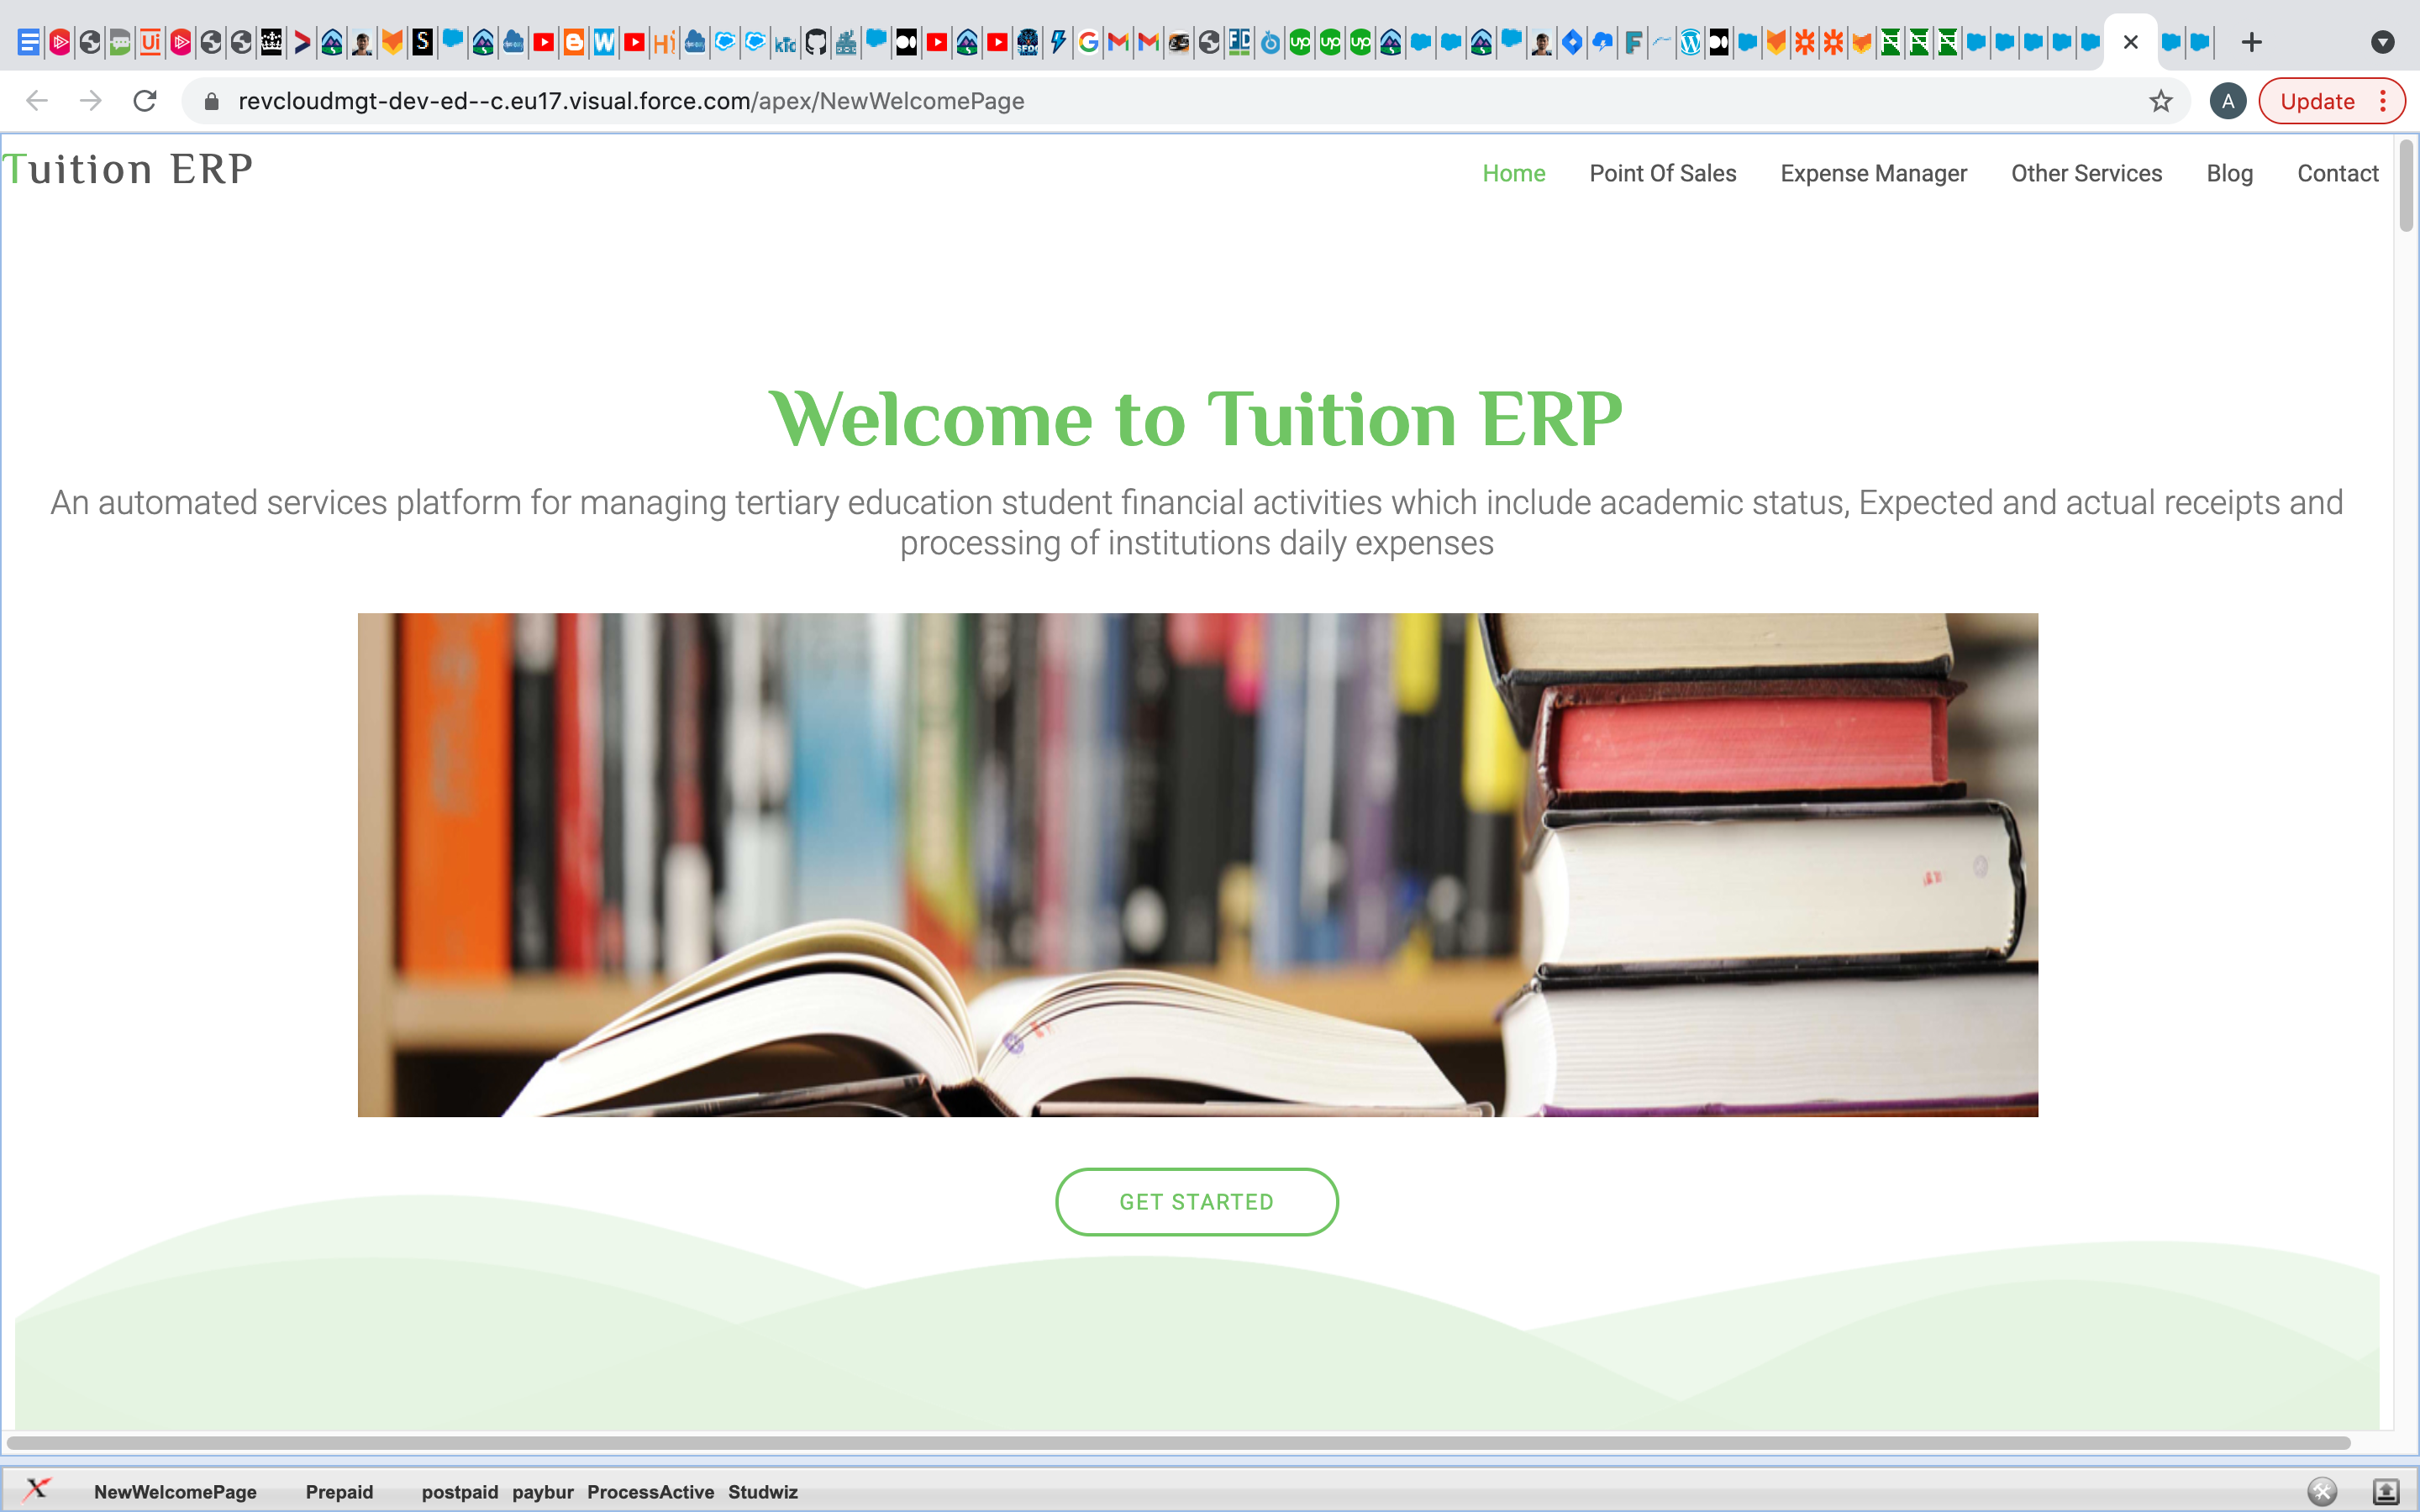 revcloudmgt-dev-ed--c.eu17.visual.force.com/apex/NewWelcomePage
A
Update
Tuition ERP
Home
Point Of Sales
Expense Manager
Other Services
Blog
Contact
Welcome to Tuition ERP
An automated services platform for managing tertiary education student financial activities which include academic status, Expected and actual receipts and
processing of institutions daily expenses
GET STARTED
NewWelcomePage
Prepaid
postpaid
paybur
ProcessActive
Studwiz